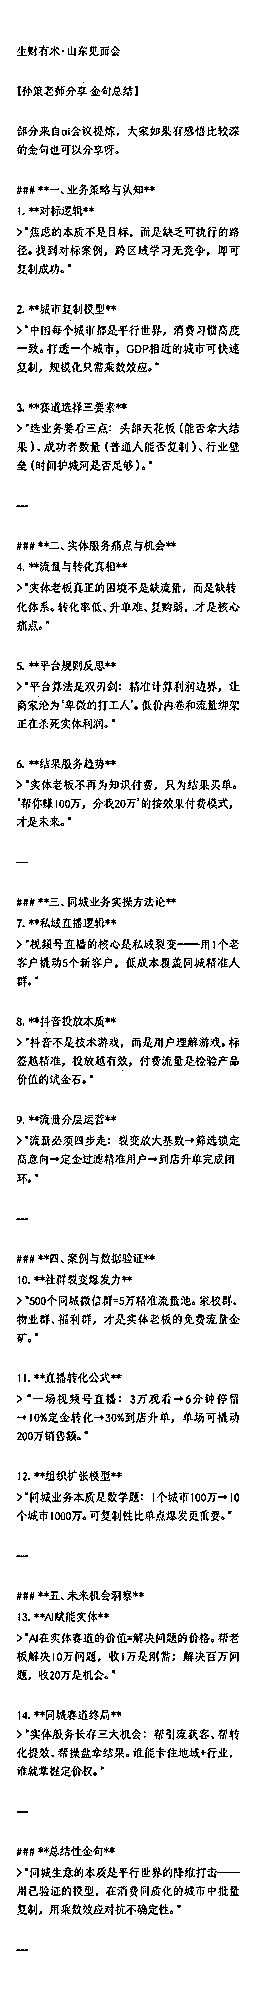 生财有术·山东见面会
【孙策老师分享 金句总结】
部分来自ai会议提炼，大家如果有感悟比较深
的金句也可以分享呀。
### **一、业务策略与认知**
1. **对标逻辑**
>"焦虑的本质不是目标，而是缺乏可执行的路
径。找到对标案例，跨区域学习无竞争，即可
复制成功。"
2. **城市复制模型**
>"中国每个城市都是平行世界，消费习惯高度
一致。打透一个城市，GDP相近的城市可快速
复制，规模化只需乘数效应。"
3. **赛道选择三要素**
>"选业务要看三点：头部天花板（能否拿大结
果）、成功者数量（普通人能否复制）、行业壁
垒（时间护城河是否足够）。"
---
### **二、实体服务痛点与机会**
4. **流量与转化真相**
>"实体老板真正的困境不是缺流量，而是缺转
化体系。转化率低、升单难、复购弱，才是核心
痛点。"
5. **平台规则反思**
>"平台算法是双刃剑：精准计算利润边界，让
商家沦为'卑微的打工人'。低价内卷和流量绑架
正在杀死实体利润。"
6. **结果服务趋势**
>"实体老板不再为知识付费，只为结果买单。
'帮你赚100万，分我20万'的按效果付费模式，
才是未来。"
—
### **三、同城业务实操方法论**
7. **私域直播逻辑**
>"视频号直播的核心是私域裂变——用1个老
客户撬动5个新客户，低成本覆盖同城精准人
群。"
8. **抖音投放本质**
>"抖音不是技术游戏，而是用户理解游戏。标
签越精准，投放越有效，付费流量是检验产品
价值的试金石。"
9. **流量分层运营**
>"流量必须四步走：裂变放大基数→筛选锁定
高意向→定金过滤精准用户→到店升单完成闭
环。"
---
### **四、案例与数据验证**
10. **社群裂变爆发力**
>"500个同城微信群=5万精准流量池。家校群、
物业群、福利群，才是实体老板的免费流量金
矿。"
11. **直播转化公式**
>"一场视频号直播：3万观看→6分钟停留
→10%定金转化→30%到店升单，单场可撬动
200万销售额。"
12. **组织扩张模型**
>"同城业务本质是数学题：1个城市100万→10
个城市1000万。可复制性比单点爆发更重要。"
---
### **五、未来机会洞察**
13. **AI赋能实体**
>"AI在实体赛道的价值=解决问题的价格。帮老
板解决10万问题，收1万是刚需；解决百万问
题，收20万是机会。"
14. **同城赛道终局**
>"实体服务长存三大机会：帮引流获客、帮转
化提效、帮操盘拿结果。谁能卡住地域+行业，
谁就掌握定价权。"
—
### **总结性金句**
>"同城生意的本质是平行世界的降维打击——
用已验证的模型，在消费同质化的城市中批量
复制，用乘数效应对抗不确定性。"
---